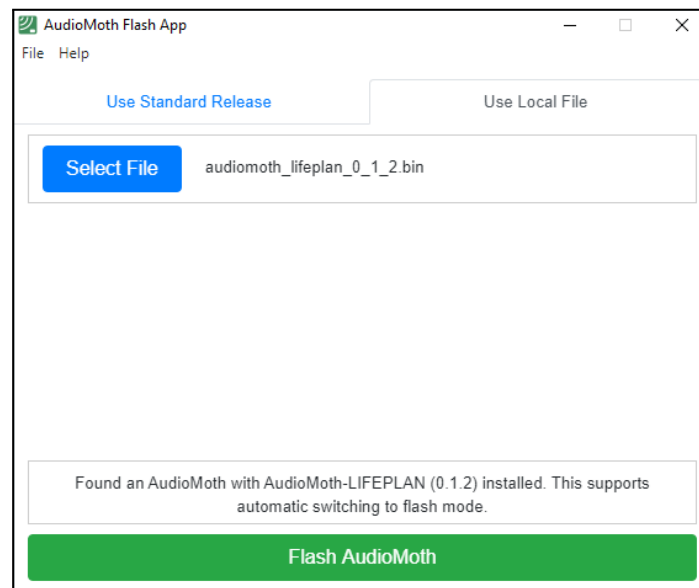 AudioMoth Flash App
File Help
Use Standard Release Use Local File
Select File audiomoth_lifeplan_0_1_2.bin
Found an AudioMoth with AudioMoth-LIFEPLAN (0.1.2) installed. This supports
automatic switching to flash mode.
Flash AudioMoth